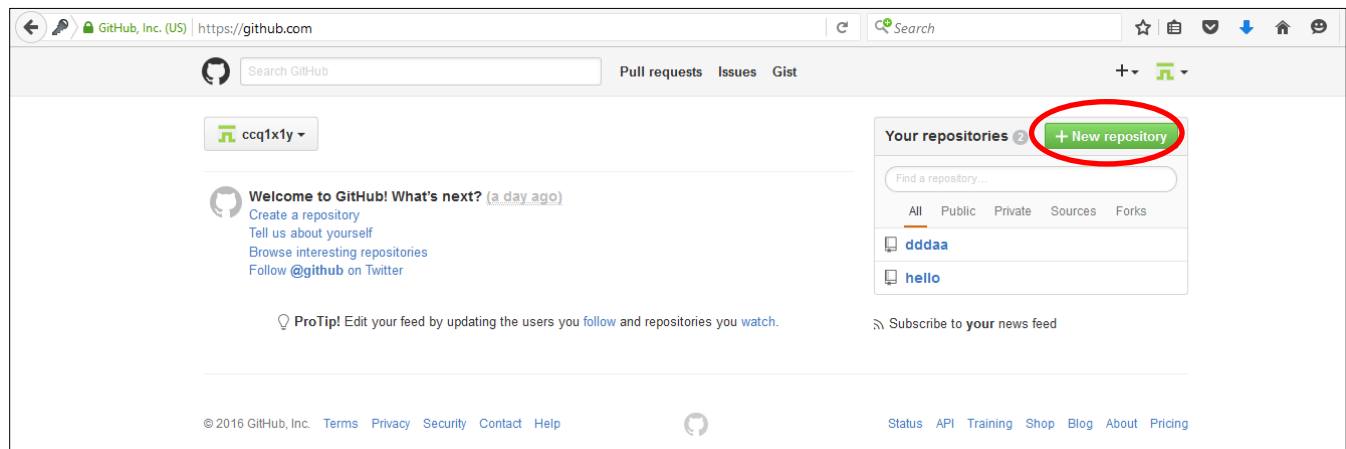 GitHub, Inc. (US) https://github.com Search
Search GitHub Pull requests Issues Gist
ccq1x1y
Your repositories 2 + New repository
Find a repository...
All Public Private Sources Forks
dddaa
hello
Welcome to GitHub! What's next? (a day ago)
Create a repository
Tell us about yourself
Browse interesting repositories
Follow @github on Twitter
ProTip! Edit your feed by updating the users you follow and repositories you watch.
Subscribe to your news feed
© 2016 GitHub, Inc. Terms Privacy Security Contact Help
Status API Training Shop Blog About Pricing